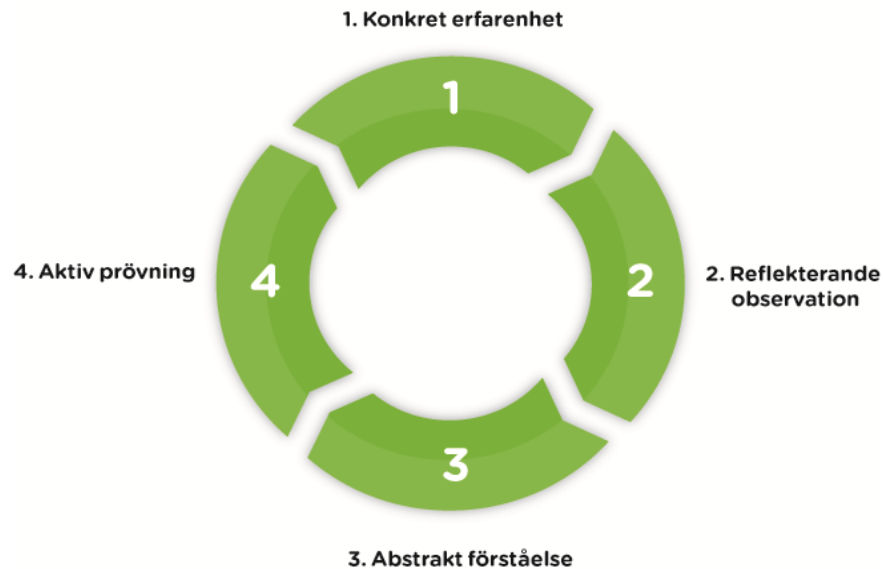 1. Konkret erfarenhet
1
2
3
4
4. Aktiv prövning
2. Reflekterande
observation
3. Abstrakt förståelse